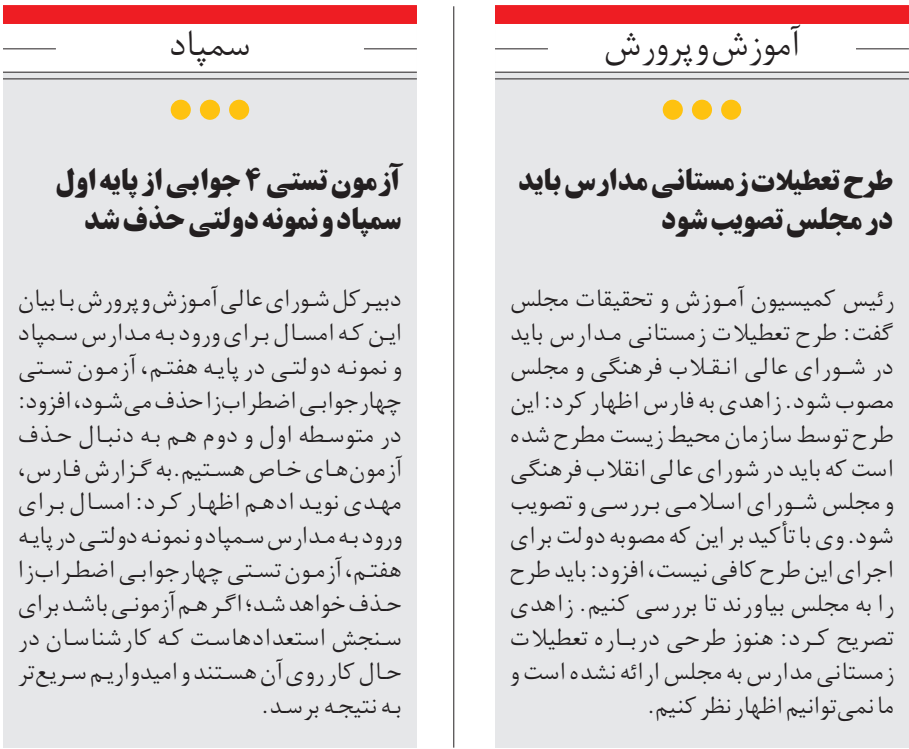 آموزش‌وپرورش
طرح تعطیلات زمستانی مدارس باید
در مجلس تصویب شود
رئیس کمیسیون آموزش و تحقیقات مجلس
گفت: طرح تعطیلات زمستانی مدارس باید
در شورای عالی انقلاب فرهنگی و مجلس
مصوب شود. زاهدی به فارس اظهار کرد: این
طرح توسط سازمان محیط زیست مطرح شده
است که باید در شورای عالی انقلاب فرهنگی
و مجلس شورای اسلامی بررسی و تصویب
شود. وی با تأکید بر این که مصوبه دولت برای
اجرای این طرح کافی نیست، افزود: باید طرح
را به مجلس بیاورند تا بررسی کنیم. زاهدی
تصریح کرد: هنوز طرحی درباره تعطیلات
زمستانی مدارس به مجلس ارائه نشده است و
ما نمی‌توانیم اظهار نظر کنیم.
سمپاد
آزمون تستی ۴ جوابی از پایه اول
سمپاد و نمونه دولتی حذف شد
دبیر کل شورای عالی آموزش‌وپرورش با بیان
این که امسال برای ورود به مدارس سمپاد
و نمونه دولتی در پایه هفتم، آزمون تستی
چهار جوابی اضطراب‌زا حذف می‌شود، افزود:
در متوسطه اول و دوم هم به دنبال حذف
آزمون‌های خاص هستیم.به گزارش فارس،
مهدی نوید ادهم اظهار کرد: امسال برای
ورود به مدارس سمپاد و نمونه دولتی در پایه
هفتم، آزمون تستی چهار جوابی اضطراب‌زا
حذف خواهد شد؛ اگر هم آزمونی باشد برای
سنجش استعدادهاست که کارشناسان در
حال کار روی آن هستند و امیدواریم سریع‌تر
به نتیجه برسد.